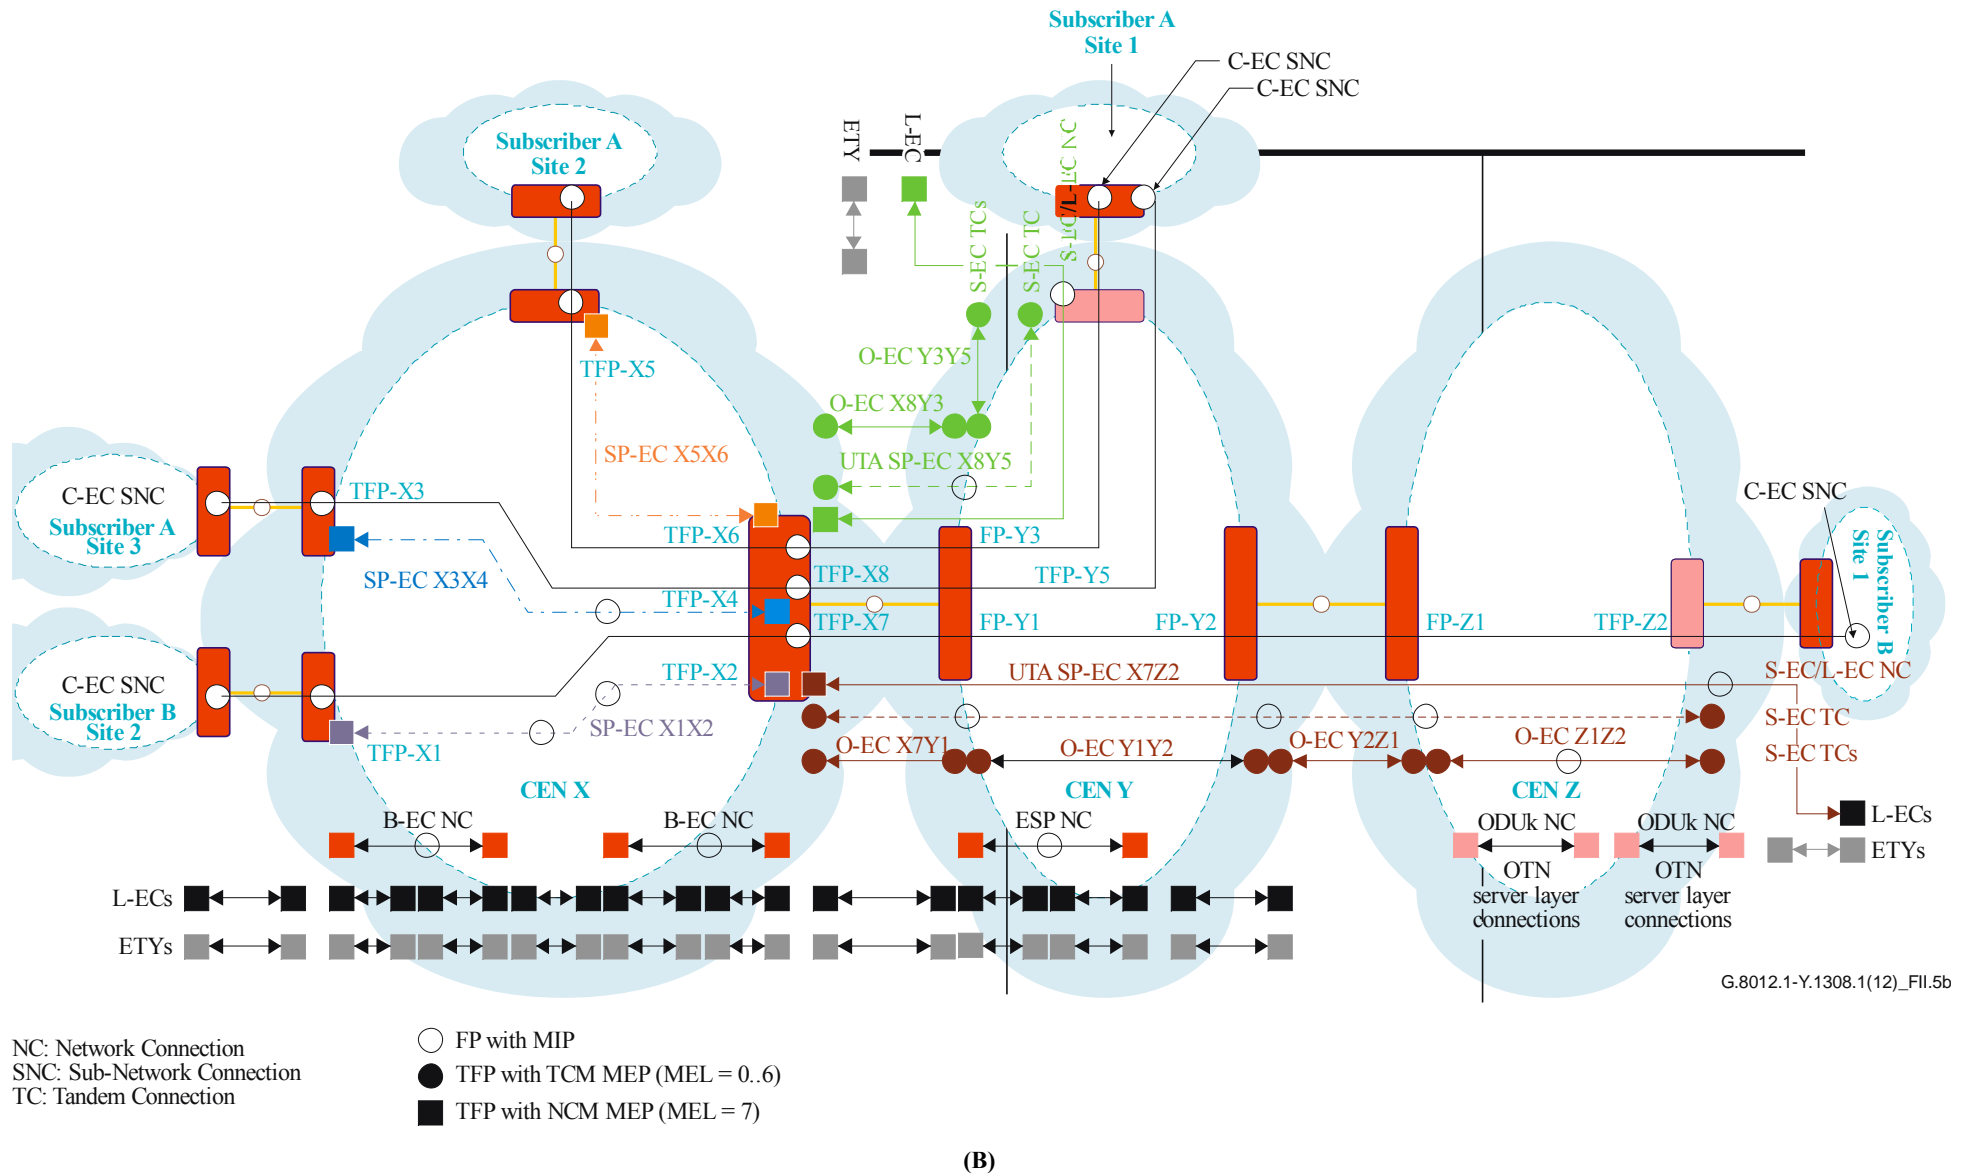 Subscriber A
Site 1
C-EC SNC
C-EC SNC
ETY
L-EC
S-EC/L-EC NC
Subscriber A
Site 2
S-EC TCs
S-EC TC
O-EC Y3Y5
TFP-X5
O-EC X8Y3
SP-EC X5X6
UTA SP-EC X8Y5
C-EC SNC
Subscriber A
Site 3
TFP-X3
C-EC SNC
TFP-X6
FP-Y3
SP-EC X3X4
TFP-X8
TFP-Y5
TFP-X4
TFP-X7
FP-Y1
FP-Y2
FP-Z1
TFP-Z2
Subscriber B
Site 1
C-EC SNC
Subscriber B
Site 2
TFP-X2
UTA SP-EC X7Z2
S-EC/L-EC NC
TFP-X1
SP-EC X1X2
S-EC TC
O-EC X7Y1
O-EC Y1Y2
O-EC Y2Z1
O-EC Z1Z2
S-EC TCs
CEN X
CEN Y
CEN Z
B-EC NC
B-EC NC
ESP NC
ODUk NC
ODUk NC
L-ECs
ETYs
OTN
server layer
connections
OTN
server layer
connections
L-ECs
ETYs
G.8012.1-Y.1308.1(12)_FII.5b
NC: Network Connection
SNC: Sub-Network Connection
TC: Tandem Connection
FP with MIP
TFP with TCM MEP (MEL = 0..6)
TFP with NCM MEP (MEL = 7)
(B)